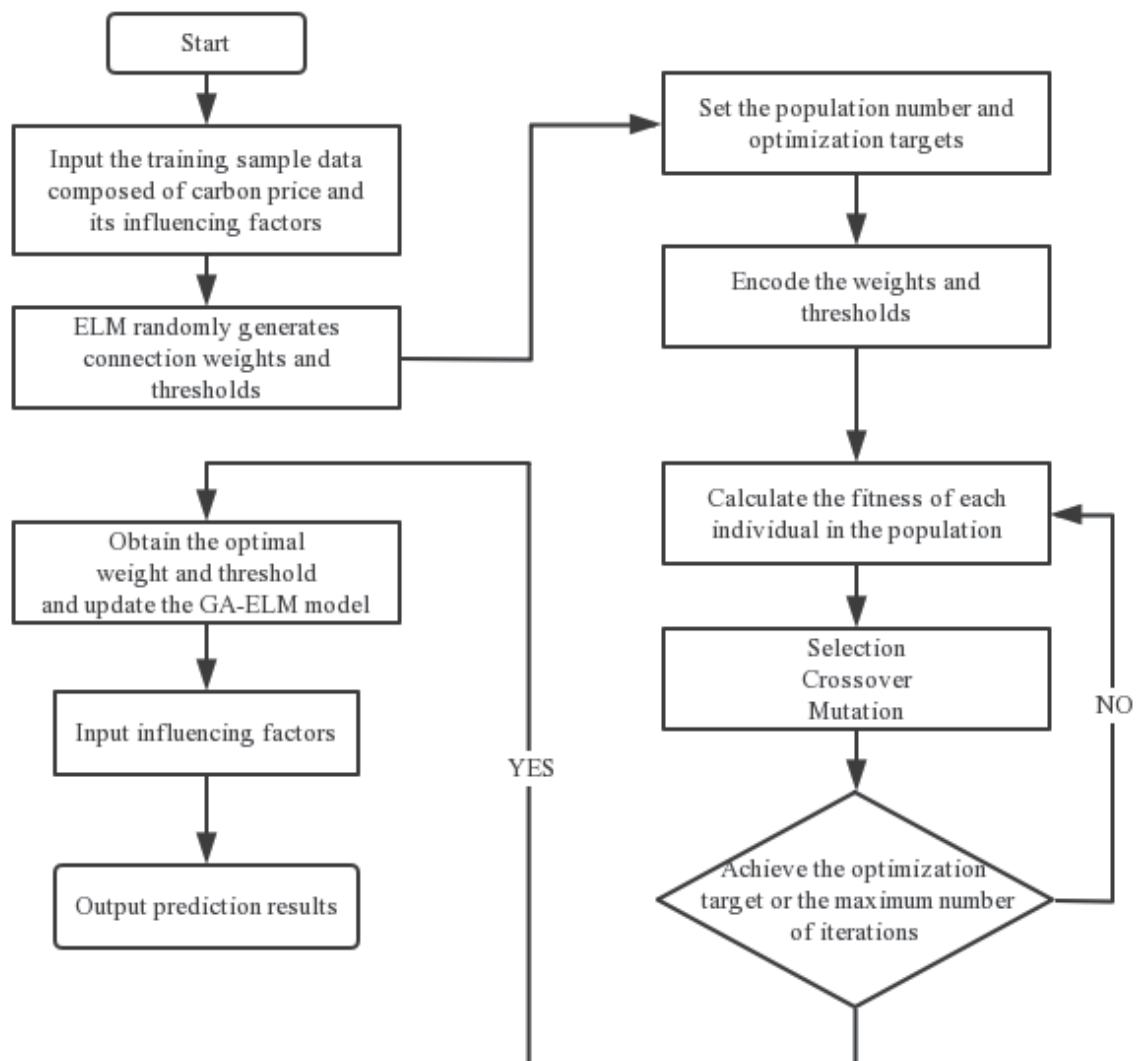 Start
Input the training sample data
composed of carbon price and
its influencing factors
ELM randomly generates
connection weights and
thresholds
Set the population number and
optimization targets
Encode the weights and
thresholds
Calculate the fitness of each
individual in the population
Selection
Crossover
Mutation
Achieve the optimization
target or the maximum number
of iterations
NO
YES
Obtain the optimal
weight and threshold
and update the GA-ELM model
Input influencing factors
Output prediction results